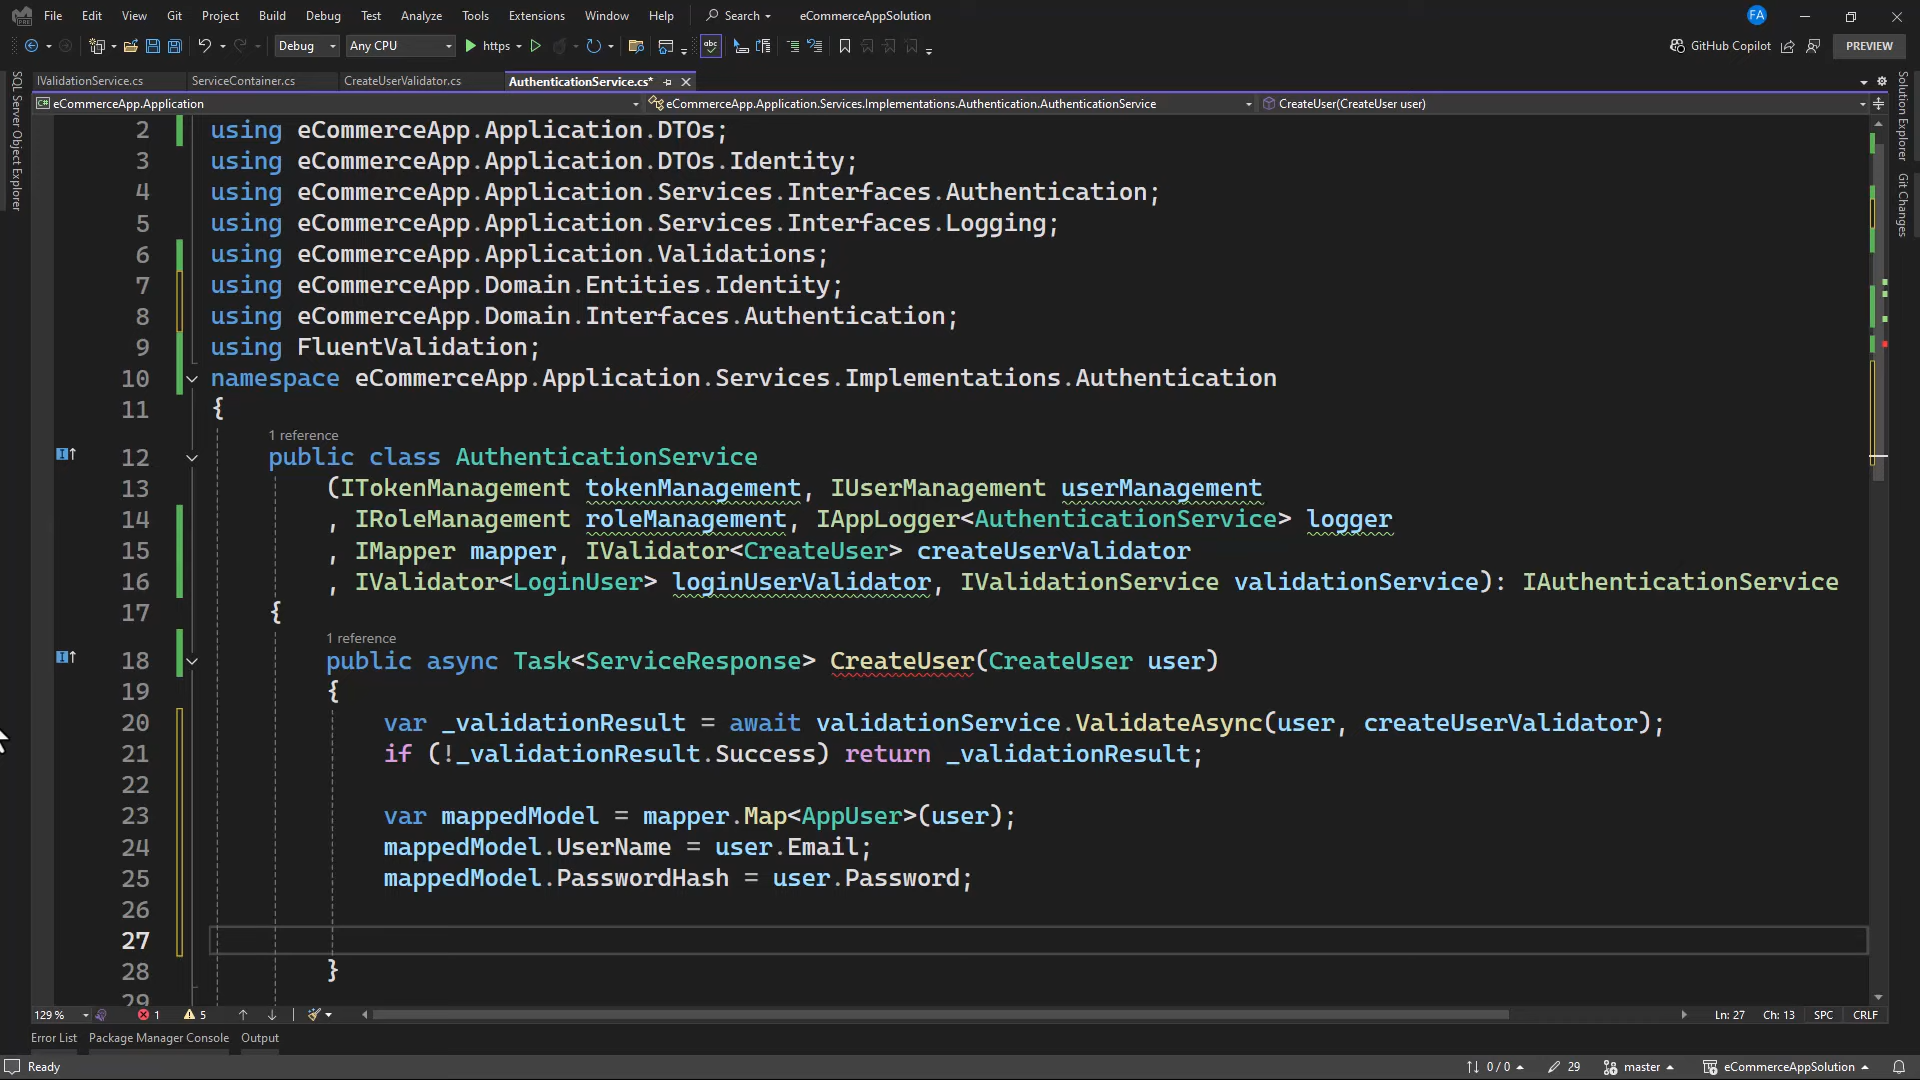 File Edit View Git Project Build Debug Test Analyze Tools Extensions Window Help Search eCommerceAppSolution FA
Debug Any CPU https GitHub Copilot PREVIEW
IValidationService.cs ServiceContainer.cs CreateUserValidator.cs AuthenticationService.cs*
eCommerceApp.Application eCommerceApp.Application.Services.Implementations.Authentication.AuthenticationService CreateUser(CreateUser user)
SQL Server Object Explorer
Solution Explorer
Git Changes
2 using eCommerceApp.Application.DTOs;
3 using eCommerceApp.Application.DTOs.Identity;
4 using eCommerceApp.Application.Services.Interfaces.Authentication;
5 using eCommerceApp.Application.Services.Interfaces.Logging;
6 using eCommerceApp.Application.Validations;
7 using eCommerceApp.Domain.Entities.Identity;
8 using eCommerceApp.Domain.Interfaces.Authentication;
9 using FluentValidation;
10 namespace eCommerceApp.Application.Services.Implementations.Authentication
11 {
1 reference
12 public class AuthenticationService
13 (ITokenManagement tokenManagement, IUserManagement userManagement
14 , IRoleManagement roleManagement, IAppLogger<AuthenticationService> logger
15 , IMapper mapper, IValidator<CreateUser> createUserValidator
16 , IValidator<LoginUser> loginUserValidator, IValidationService validationService): IAuthenticationService
17 {
1 reference
18 public async Task<ServiceResponse> CreateUser(CreateUser user)
19 {
20 var _validationResult = await validationService.ValidateAsync(user, createUserValidator);
21 if (!_validationResult.Success) return _validationResult;
22
23 var mappedModel = mapper.Map<AppUser>(user);
24 mappedModel.UserName = user.Email;
25 mappedModel.PasswordHash = user.Password;
26
27
28 }
29
129 % 1 5 Ln: 27 Ch: 13 SPC CRLF
Error List Package Manager Console Output
Ready 0 / 0 29 master eCommerceAppSolution